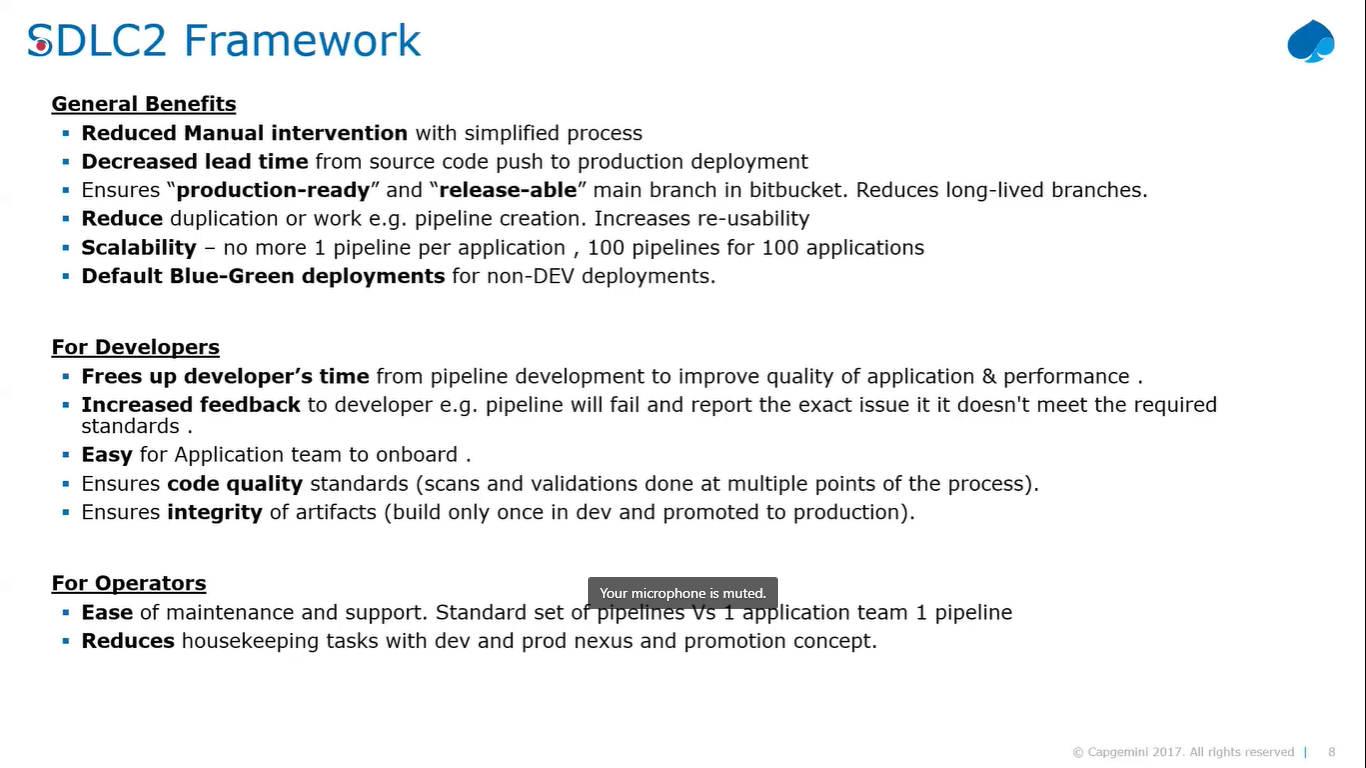 SDLC2 Framework
General Benefits
▪ Reduced Manual intervention with simplified process
▪ Decreased lead time from source code push to production deployment
▪ Ensures “production-ready” and “release-able” main branch in bitbucket. Reduces long-lived branches.
▪ Reduce duplication or work e.g. pipeline creation. Increases re-usability
▪ Scalability – no more 1 pipeline per application , 100 pipelines for 100 applications
▪ Default Blue-Green deployments for non-DEV deployments.
For Developers
▪ Frees up developer’s time from pipeline development to improve quality of application & performance .
▪ Increased feedback to developer e.g. pipeline will fail and report the exact issue it it doesn't meet the required
standards .
▪ Easy for Application team to onboard .
▪ Ensures code quality standards (scans and validations done at multiple points of the process).
▪ Ensures integrity of artifacts (build only once in dev and promoted to production).
For Operators
Your microphone is muted.
▪ Ease of maintenance and support. Standard set of pipelines Vs 1 application team 1 pipeline
▪ Reduces housekeeping tasks with dev and prod nexus and promotion concept.
© Capgemini 2017. All rights reserved | 8